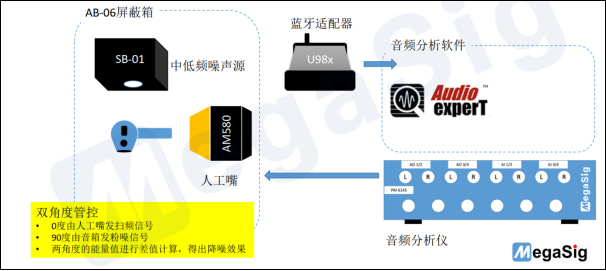 AB-06屏蔽箱
SB-01
中低频噪声源
AM580
人工嘴
双角度管控
• 0度由人工嘴发扫频信号
• 90度由音箱发粉噪信号
• 两角度的能量值进行差值计算，得出降噪效果
蓝牙适配器
U98x
音频分析软件
Audio
experT™
AO 1/2 AO 3/4 AI 1/2 AI 3/4
L R L R L R L R
PM 6143
MegaSig
音频分析仪
MegaSig
MegaSig